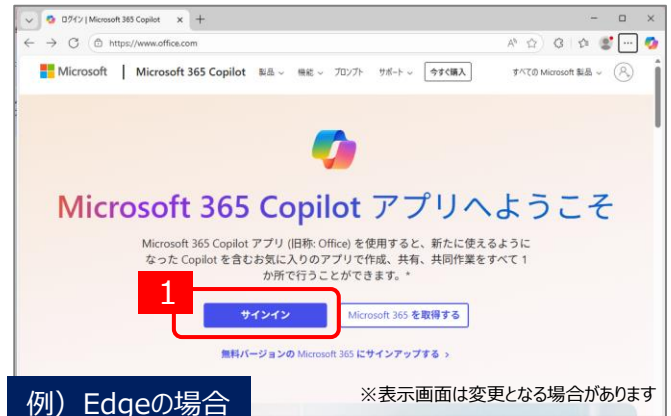 ログイン | Microsoft 365 Copilot
https://www.office.com
Microsoft | Microsoft 365 Copilot 製品 機能 プロンプト サポート 今すぐ購入 すべての Microsoft 製品
Microsoft 365 Copilot アプリへようこそ
Microsoft 365 Copilot アプリ (旧称: Office) を使用すると、新たに使えるように
なった Copilot を含むお気に入りのアプリで作成、共有、共同作業をすべて 1
か所で行うことができます。*
1
サインイン Microsoft 365 を取得する
無料バージョンの Microsoft 365 にサインアップする >
例）Edgeの場合 ※表示画面は変更となる場合があります